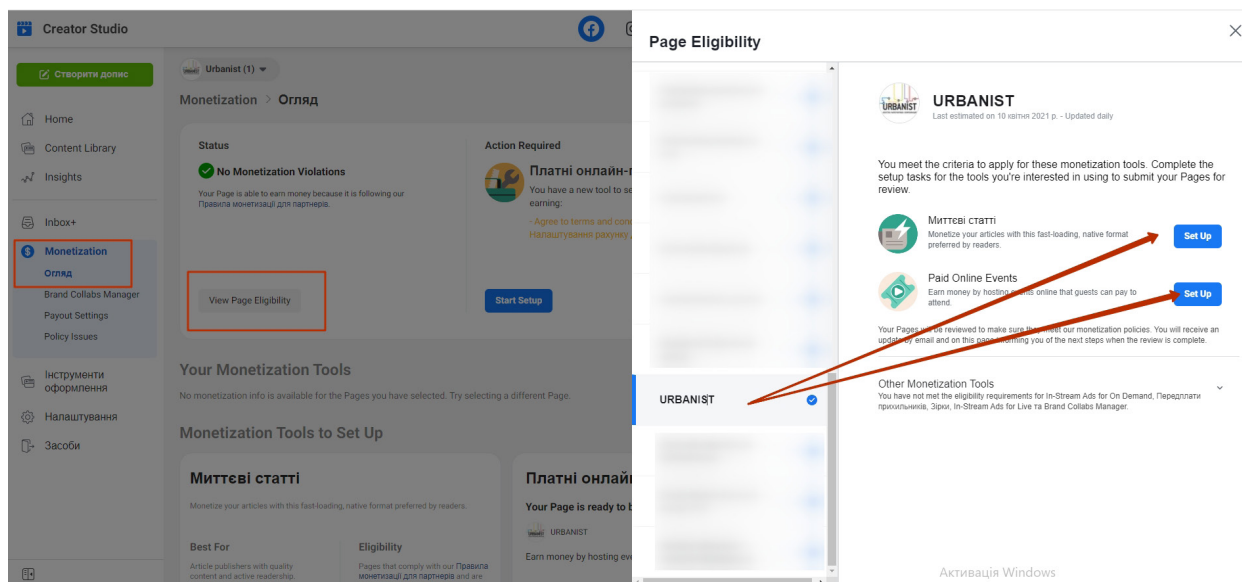 Creator Studio
Створити допис
Home
Content Library
Insights
Inbox+
Monetization
Огляд
Brand Collabs Manager
Payout Settings
Policy Issues
Інструменти
оформлення
Налаштування
Засоби
Urbanist (1)
Monetization > Огляд
Status
No Monetization Violations
Your Page is able to earn money because it is following our
Правила монетизації для партнерів.
View Page Eligibility
Action Required
Платні онлайн-
You have a new tool to
earning:
- Agree to terms and
Налаштування рахунку
Start Setup
Your Monetization Tools
No monetization info is available for the Pages you have selected. Try selecting a different Page.
Monetization Tools to Set Up
Миттєві статті
Monetize your articles with this fast-loading, native format preferred by readers.
Best For
Article publishers with quality
content and active readership.
Eligibility
Pages that comply with our Правила
монетизації для партнерів and are
Платні онлай
Your Page is ready to
URBANIST
Earn money by hosting
Page Eligibility
URBANIST
URBANIST
URBANIST
Last estimated on 10 квітня 2021 р. - Updated daily
You meet the criteria to apply for these monetization tools. Complete the
setup tasks for the tools you're interested in using to submit your Pages for
review.
Миттєві статті
Monetize your articles with this fast-loading, native format
preferred by readers.
Set Up
Paid Online Events
Earn money by hosting events online that guests can pay to
attend.
Set Up
Your Pages will be reviewed to make sure they meet our monetization policies. You will receive an
update by email and on this page informing you of the next steps when the review is complete.
Other Monetization Tools
You have not met the eligibility requirements for In-Stream Ads for On Demand, Передплати
прихильників, Зірки, In-Stream Ads for Live та Brand Collabs Manager.
Активація Windows